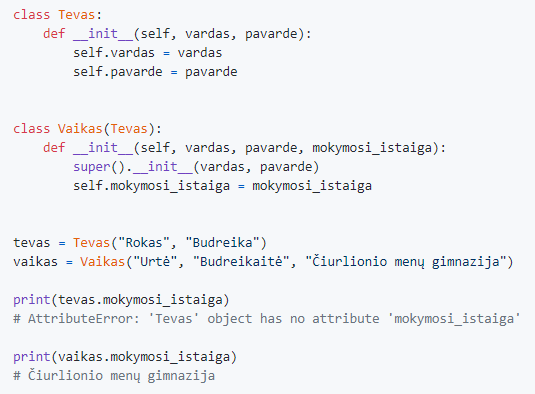 class Tevas:
    def __init__(self, vardas, pavarde):
        self.vardas = vardas
        self.pavarde = pavarde
class Vaikas(Tevas):
    def __init__(self, vardas, pavarde, mokymosi_istaiga):
        super().__init__(vardas, pavarde)
        self.mokymosi_istaiga = mokymosi_istaiga
tevas = Tevas("Rokas", "Budreika")
vaikas = Vaikas("Urtė", "Budreikaitė", "Čiurlionio menų gimnazija")
print(tevas.mokymosi_istaiga)
# AttributeError: 'Tevas' object has no attribute 'mokymosi_istaiga'
print(vaikas.mokymosi_istaiga)
# Čiurlionio menų gimnazija